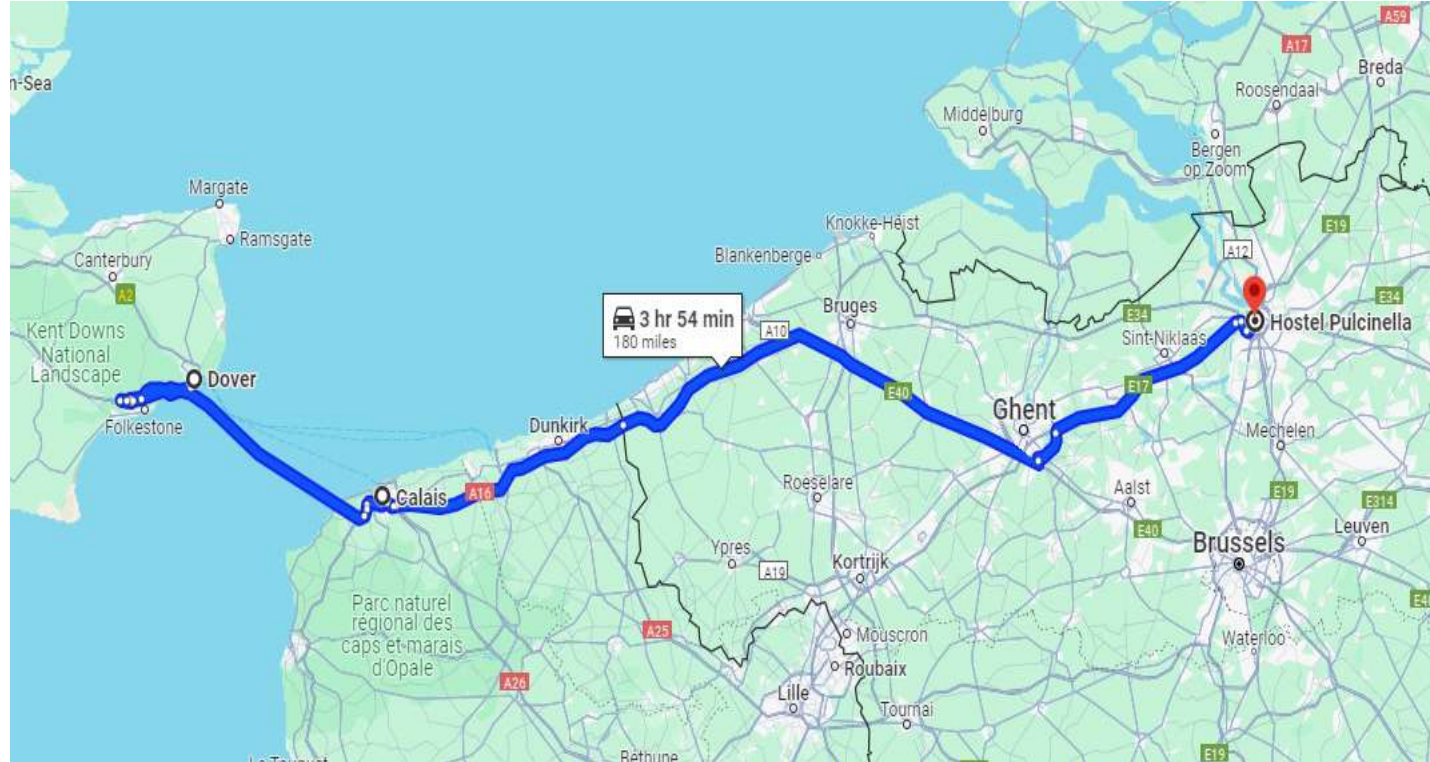 A59
A17
n-Sea
Breda
Roosendaal
Middelburg
Bergen
op Zoom
Margate
Ramsgate
Knokke-Heist
E19
Canterbury
Blankenberge
A12
A2
Bruges
E34
E34
3 hr 54 min
180 miles
A10
Hostel Pulcinella
Kent Downs
National
Landscape
Sint-Niklaas
Dover
E17
E40
Ghent
Folkestone
Dunkirk
Mechelen
Calais
A16
Roeselare
Aalst
E19
E314
Leuven
E40
Brussels
Ypres
A19
Kortrijk
Parc naturel
régional des
caps et marais
d'Opale
A25
Mouscron
Waterloo
Roubaix
A26
Lille
Tournai
Béthune
E19